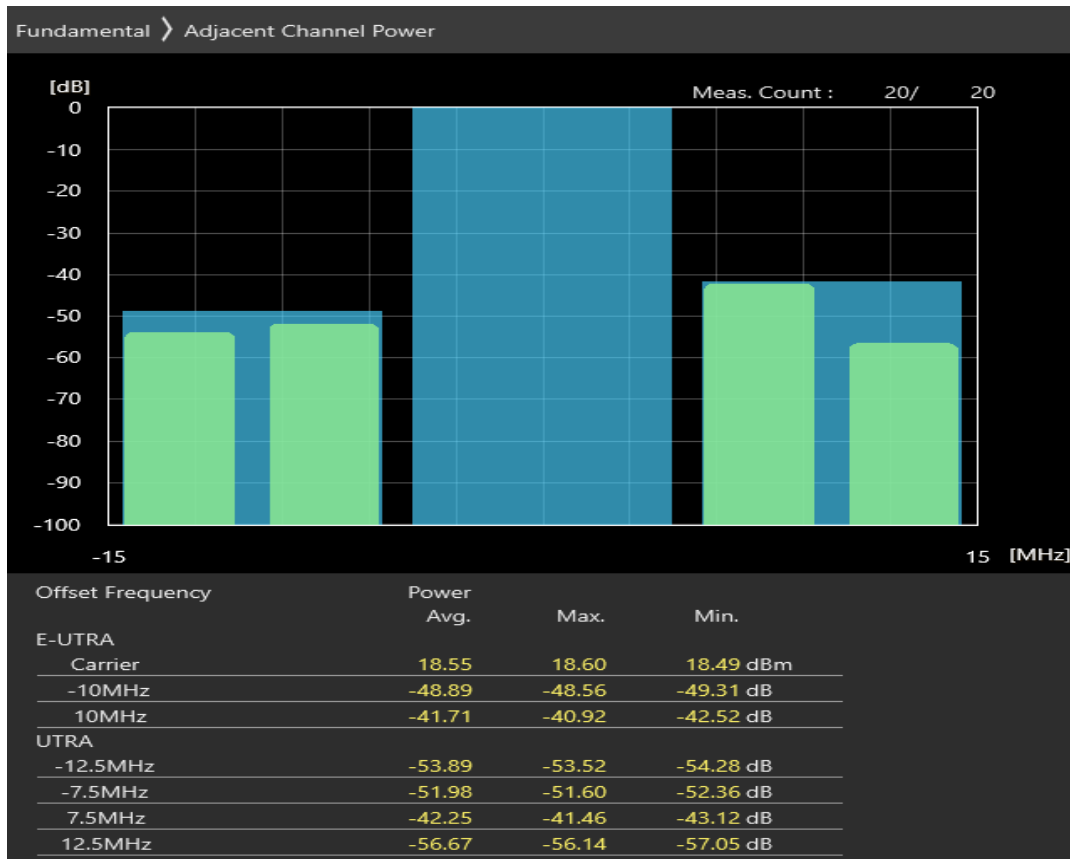 Fundamental ❯ Adjacent Channel Power
[dB]
Meas. Count : 20/ 20
0
-10
-20
-30
-40
-50
-60
-70
-80
-90
-100
-15 15 [MHz]
Offset Frequency Power
Avg. Max. Min.
E-UTRA
Carrier 18.55 18.60 18.49 dBm
-10MHz -48.89 -48.56 -49.31 dB
10MHz -41.71 -40.92 -42.52 dB
UTRA
-12.5MHz -53.89 -53.52 -54.28 dB
-7.5MHz -51.98 -51.60 -52.36 dB
7.5MHz -42.25 -41.46 -43.12 dB
12.5MHz -56.67 -56.14 -57.05 dB